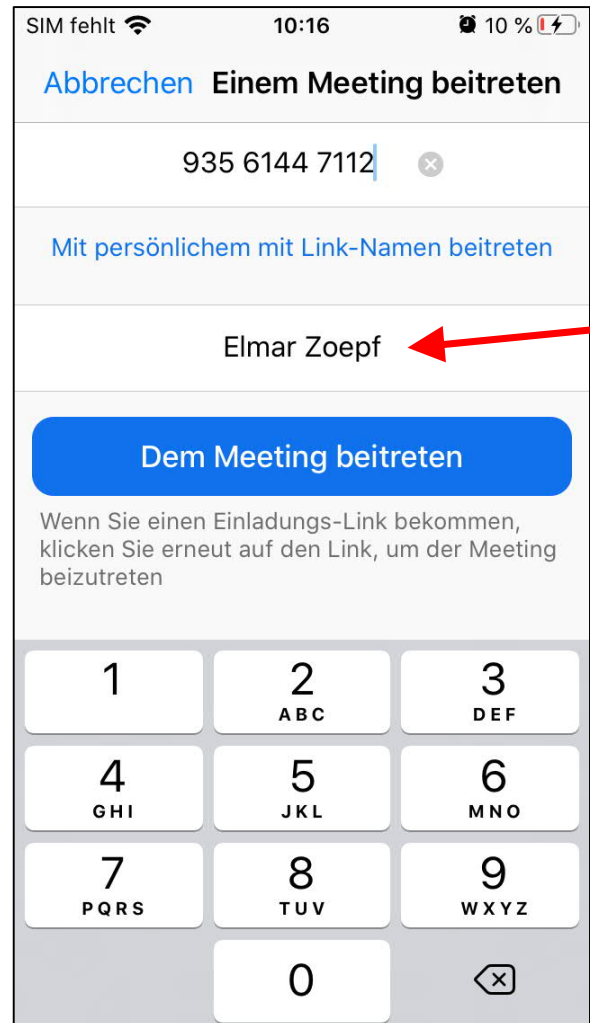 SIM fehlt 10:16 10 %
Abbrechen Einem Meeting beitreten
935 6144 7112
Mit persönlichem mit Link-Namen beitreten
Elmar Zoepf
Dem Meeting beitreten
Wenn Sie einen Einladungs-Link bekommen,
klicken Sie erneut auf den Link, um der Meeting
beizutreten
1 2 3
ABC DEF
4 5 6
GHI JKL MNO
7 8 9
PQRS TUV WXYZ
0